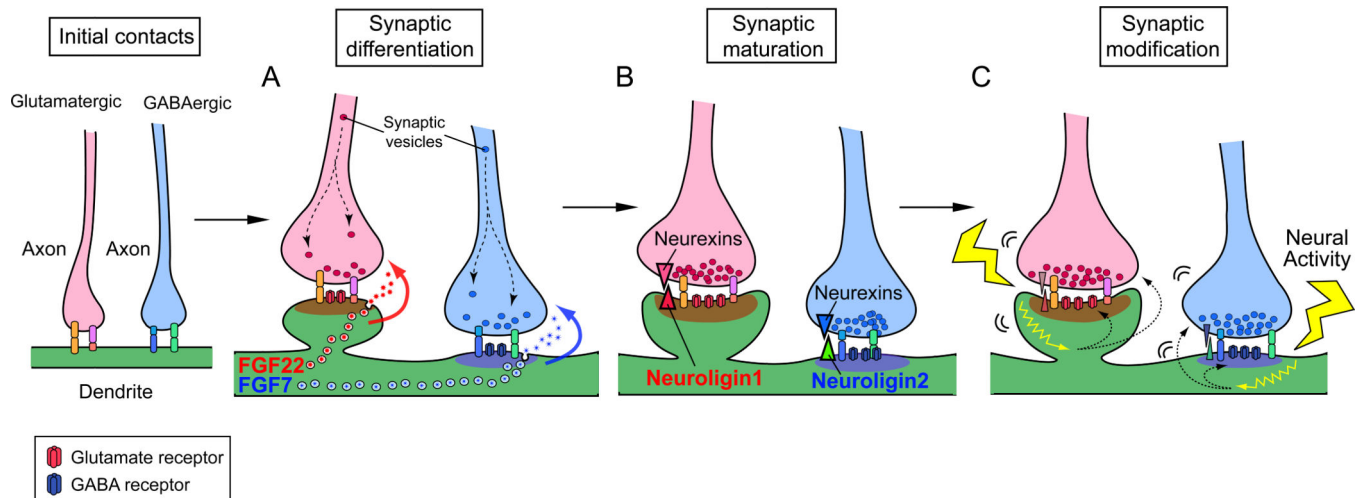 Initial contacts
Synaptic
differentiation
Synaptic
maturation
Synaptic
modification
A
B
C
Glutamatergic
GABAergic
Synaptic
vesicles
Axon
Axon
Dendrite
FGF22
FGF7
Neurexins
Neurexins
Neuroligin1
Neuroligin2
Neural
Activity
Glutamate receptor
GABA receptor